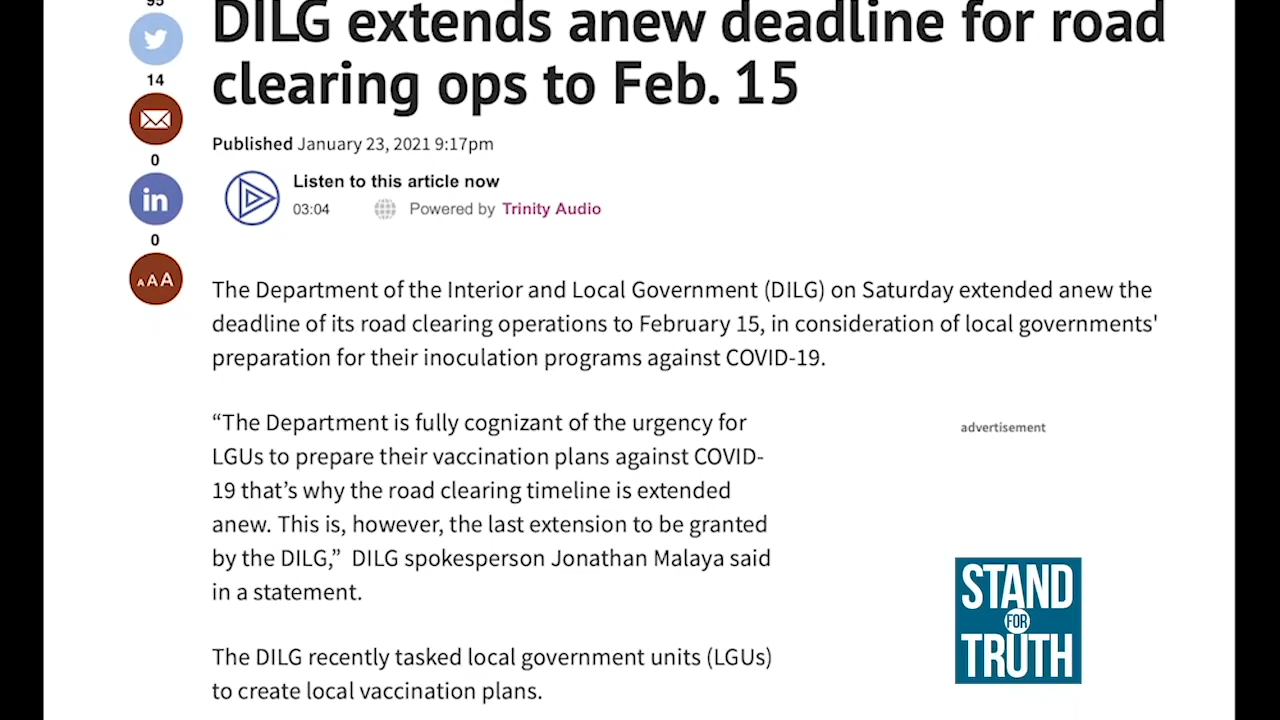 95
14
0
in
0
AAA
DILG extends anew deadline for road
clearing ops to Feb. 15
Published January 23, 2021 9:17pm
Listen to this article now
03:04 Powered by Trinity Audio
The Department of the Interior and Local Government (DILG) on Saturday extended anew the
deadline of its road clearing operations to February 15, in consideration of local governments'
preparation for their inoculation programs against COVID-19.
“The Department is fully cognizant of the urgency for
LGUs to prepare their vaccination plans against COVID-
19 that’s why the road clearing timeline is extended
anew. This is, however, the last extension to be granted
by the DILG,” DILG spokesperson Jonathan Malaya said
in a statement.
The DILG recently tasked local government units (LGUs)
to create local vaccination plans.
advertisement
STAND
FOR
TRUTH